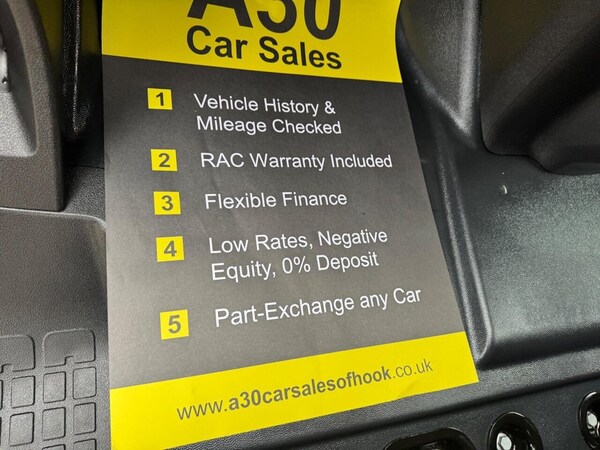 A30
Car Sales
1 Vehicle History &
Mileage Checked
2 RAC Warranty Included
3 Flexible Finance
4 Low Rates, Negative
Equity, 0% Deposit
5 Part-Exchange any Car
www.a30carsalesofhook.co.uk